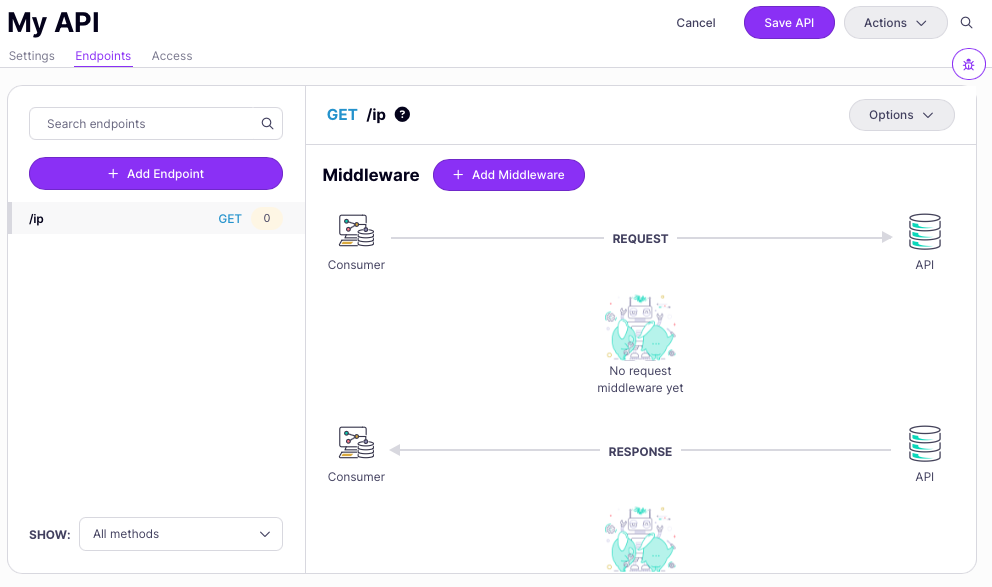 My API
Cancel
Save API
Actions
Settings
Endpoints
Access
Search endpoints
+ Add Endpoint
/ip GET 0
SHOW: All methods
GET /ip ?
Options
Middleware
+ Add Middleware
REQUEST
Consumer
API
No request
middleware yet
RESPONSE
Consumer
API